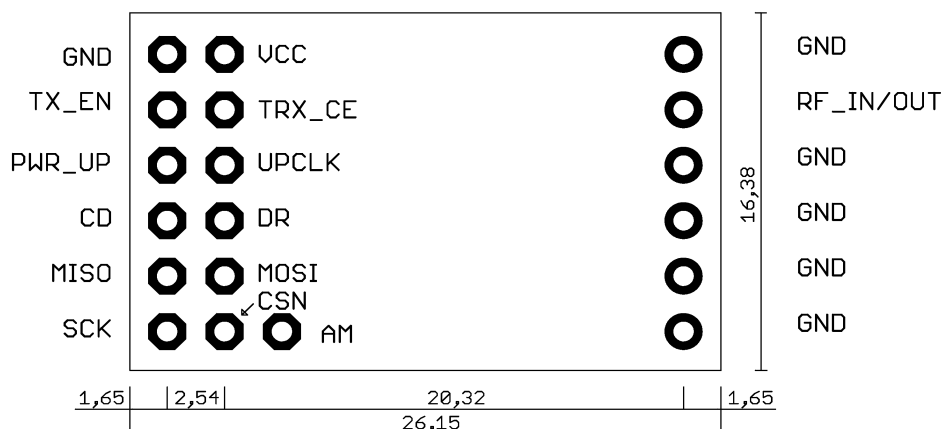 GND VCC GND
TX_EN TRX_CE RF_IN/OUT
PWR_UP UPCLK GND
16,38
CD DR GND
MISO MOSI GND
CSN
SCK AM GND
1,65 2,54 20,32 1,65
26,15